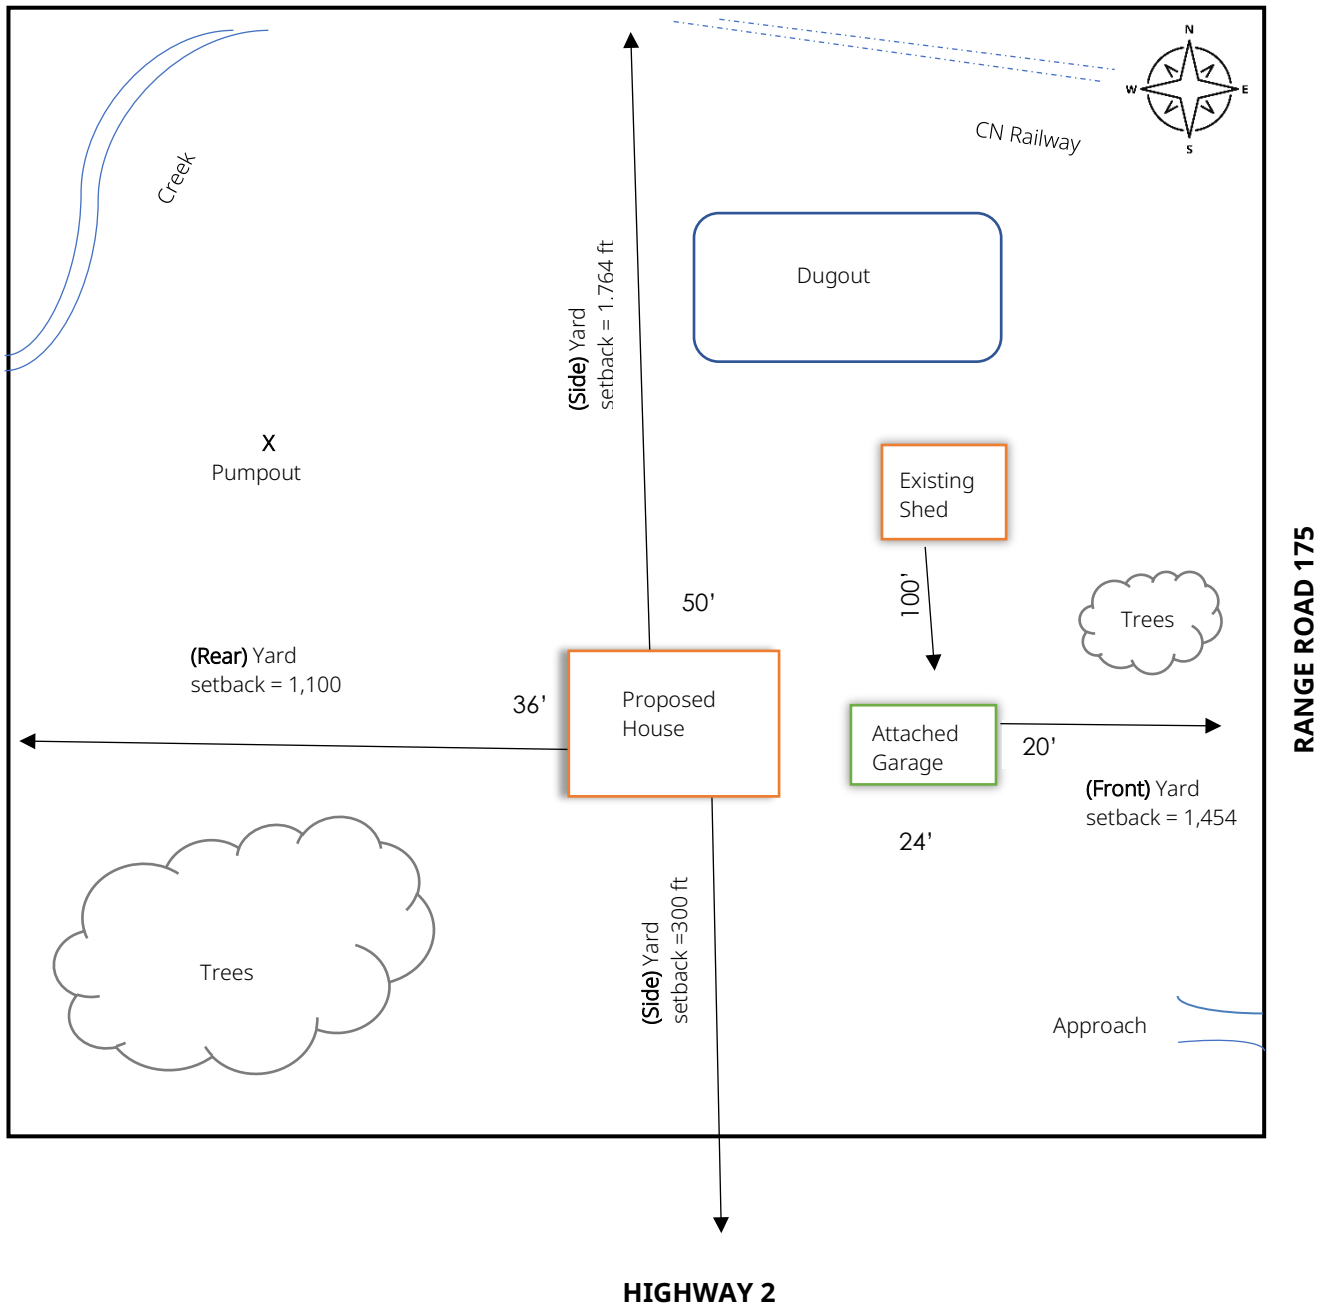 N
W
E
S
CN Railway
Creek
Dugout
(Side) Yard
setback = 1.764 ft
X
Pumpout
Existing
Shed
100’
50’
Trees
RANGE ROAD 175
(Rear) Yard
setback = 1,100
36’
Proposed
House
Attached
Garage
20’
(Front) Yard
setback = 1,454
24’
(Side) Yard
setback =300 ft
Trees
Approach
HIGHWAY 2